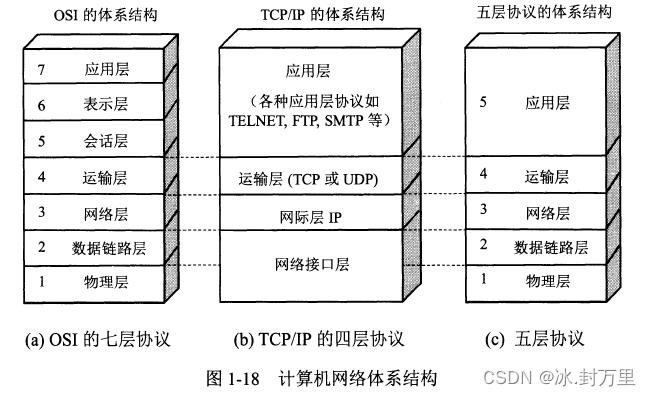 OSI 的体系结构
7 应用层
6 表示层
5 会话层
4 运输层
3 网络层
2 数据链路层
1 物理层
(a) OSI 的七层协议
TCP/IP 的体系结构
应用层
（各种应用层协议如
TELNET, FTP, SMTP 等）
运输层 (TCP 或 UDP)
网际层 IP
网络接口层
(b) TCP/IP 的四层协议
五层协议的体系结构
5 应用层
4 运输层
3 网络层
2 数据链路层
1 物理层
(c) 五层协议
图 1-18 计算机网络体系结构
CSDN @冰.封万里